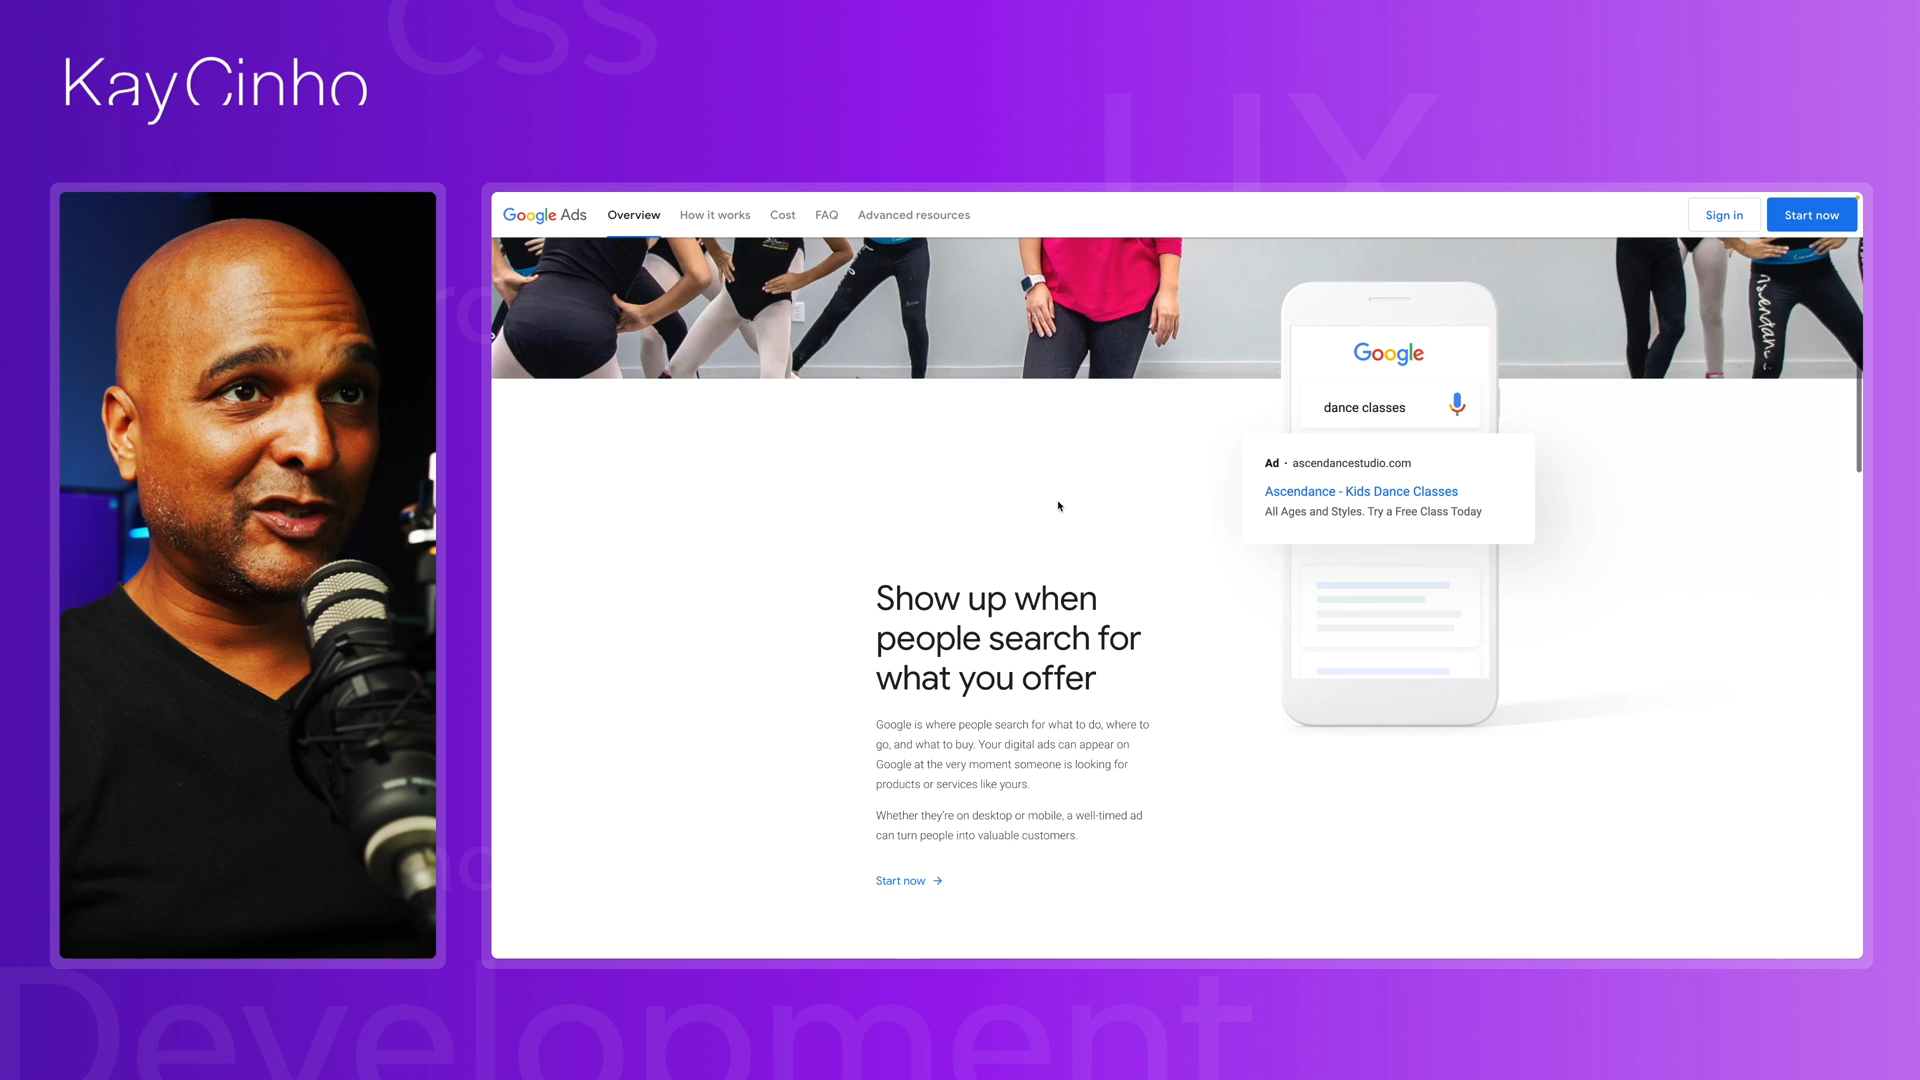 CSS
KayCinho
UX
Google Ads
Overview
How it works
Cost
FAQ
Advanced resources
Sign in
Start now
Google
dance classes
Ad · ascendancestudio.com
Ascendance - Kids Dance Classes
All Ages and Styles. Try a Free Class Today
Show up when
people search for
what you offer
Google is where people search for what to do, where to
go, and what to buy. Your digital ads can appear on
Google at the very moment someone is looking for
products or services like yours.
Whether they're on desktop or mobile, a well-timed ad
can turn people into valuable customers.
Start now →
Development